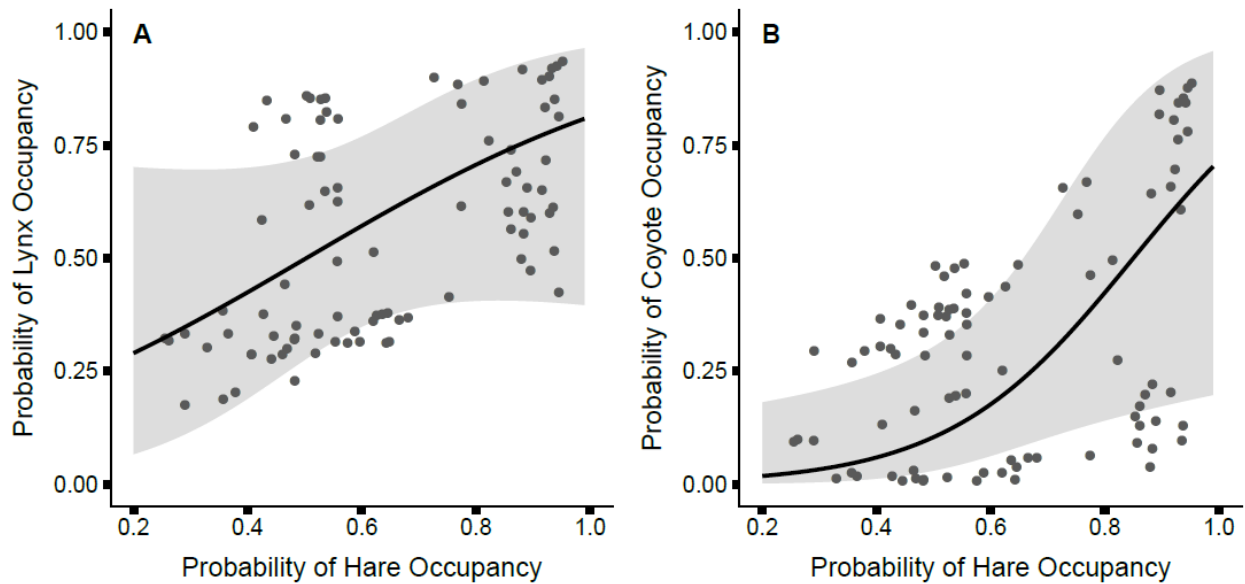 A
Probability of Lynx Occupancy
1.00
0.75
0.50
0.25
0.00
0.2 0.4 0.6 0.8 1.0
Probability of Hare Occupancy
B
Probability of Coyote Occupancy
1.00
0.75
0.50
0.25
0.00
0.2 0.4 0.6 0.8 1.0
Probability of Hare Occupancy